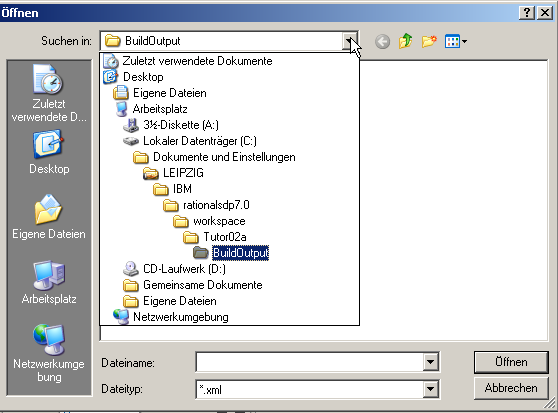 Öffnen
Suchen in:
BuildOutput
Zuletzt verwendete Dokumente
Desktop
Eigene Dateien
Arbeitsplatz
3½-Diskette (A:)
Lokaler Datenträger (C:)
Dokumente und Einstellungen
LEIPZIG
IBM
rationalsdp7.0
workspace
Tutor02a
BuildOutput
CD-Laufwerk (D:)
Gemeinsame Dokumente
Eigene Dateien
Netzwerkumgebung
Zuletzt
verwendete D...
Desktop
Eigene Dateien
Arbeitsplatz
Netzwerkumge
bung
Dateiname:
Öffnen
Dateityp:
*.xml
Abbrechen